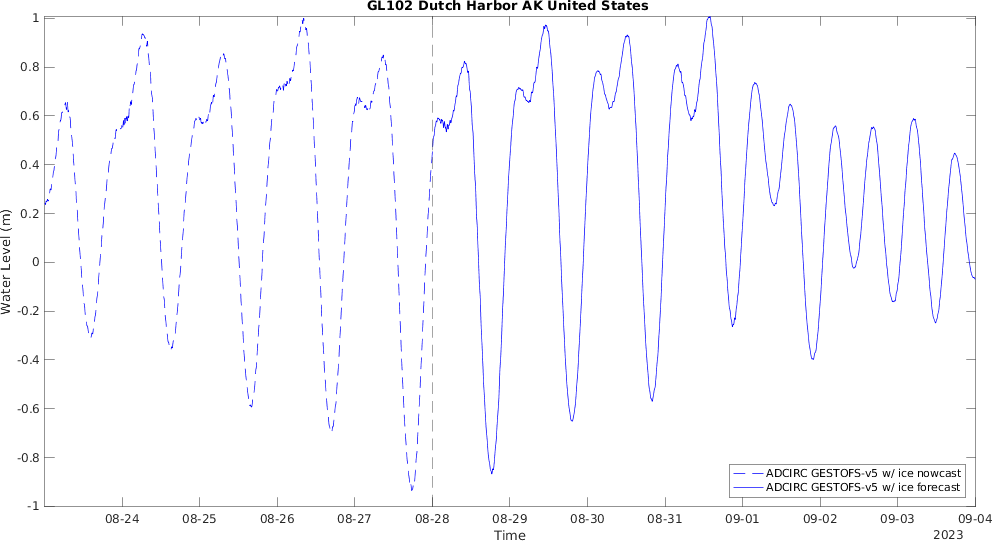 GL102 Dutch Harbor AK United States
1
0.8
0.6
0.4
0.2
0
-0.2
-0.4
-0.6
-0.8
-1
Water Level (m)
ADCIRC GESTOFS-v5 w/ ice nowcast
ADCIRC GESTOFS-v5 w/ ice forecast
08-24 08-25 08-26 08-27 08-28 08-29 08-30 08-31 09-01 09-02 09-03 09-04
Time
2023